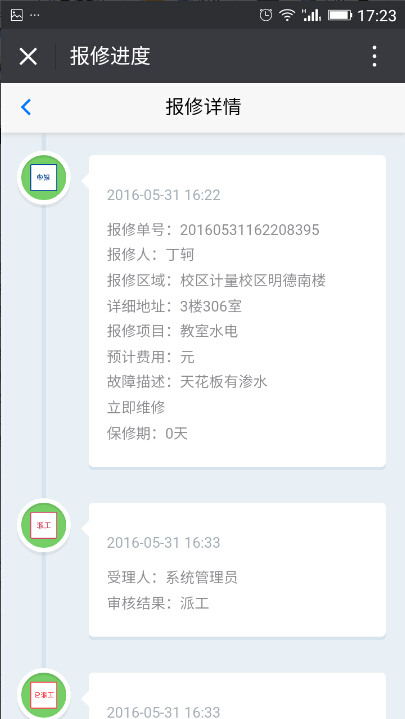 17:23
报修进度
报修详情
申报
2016-05-31 16:22
报修单号：20160531162208395
报修人：丁轲
报修区域：校区计量校区明德南楼
详细地址：3楼306室
报修项目：教室水电
预计费用：元
故障描述：天花板有渗水
立即维修
保修期：0天
派工
2016-05-31 16:33
受理人：系统管理员
审核结果：派工
已派工
2016-05-31 16:33